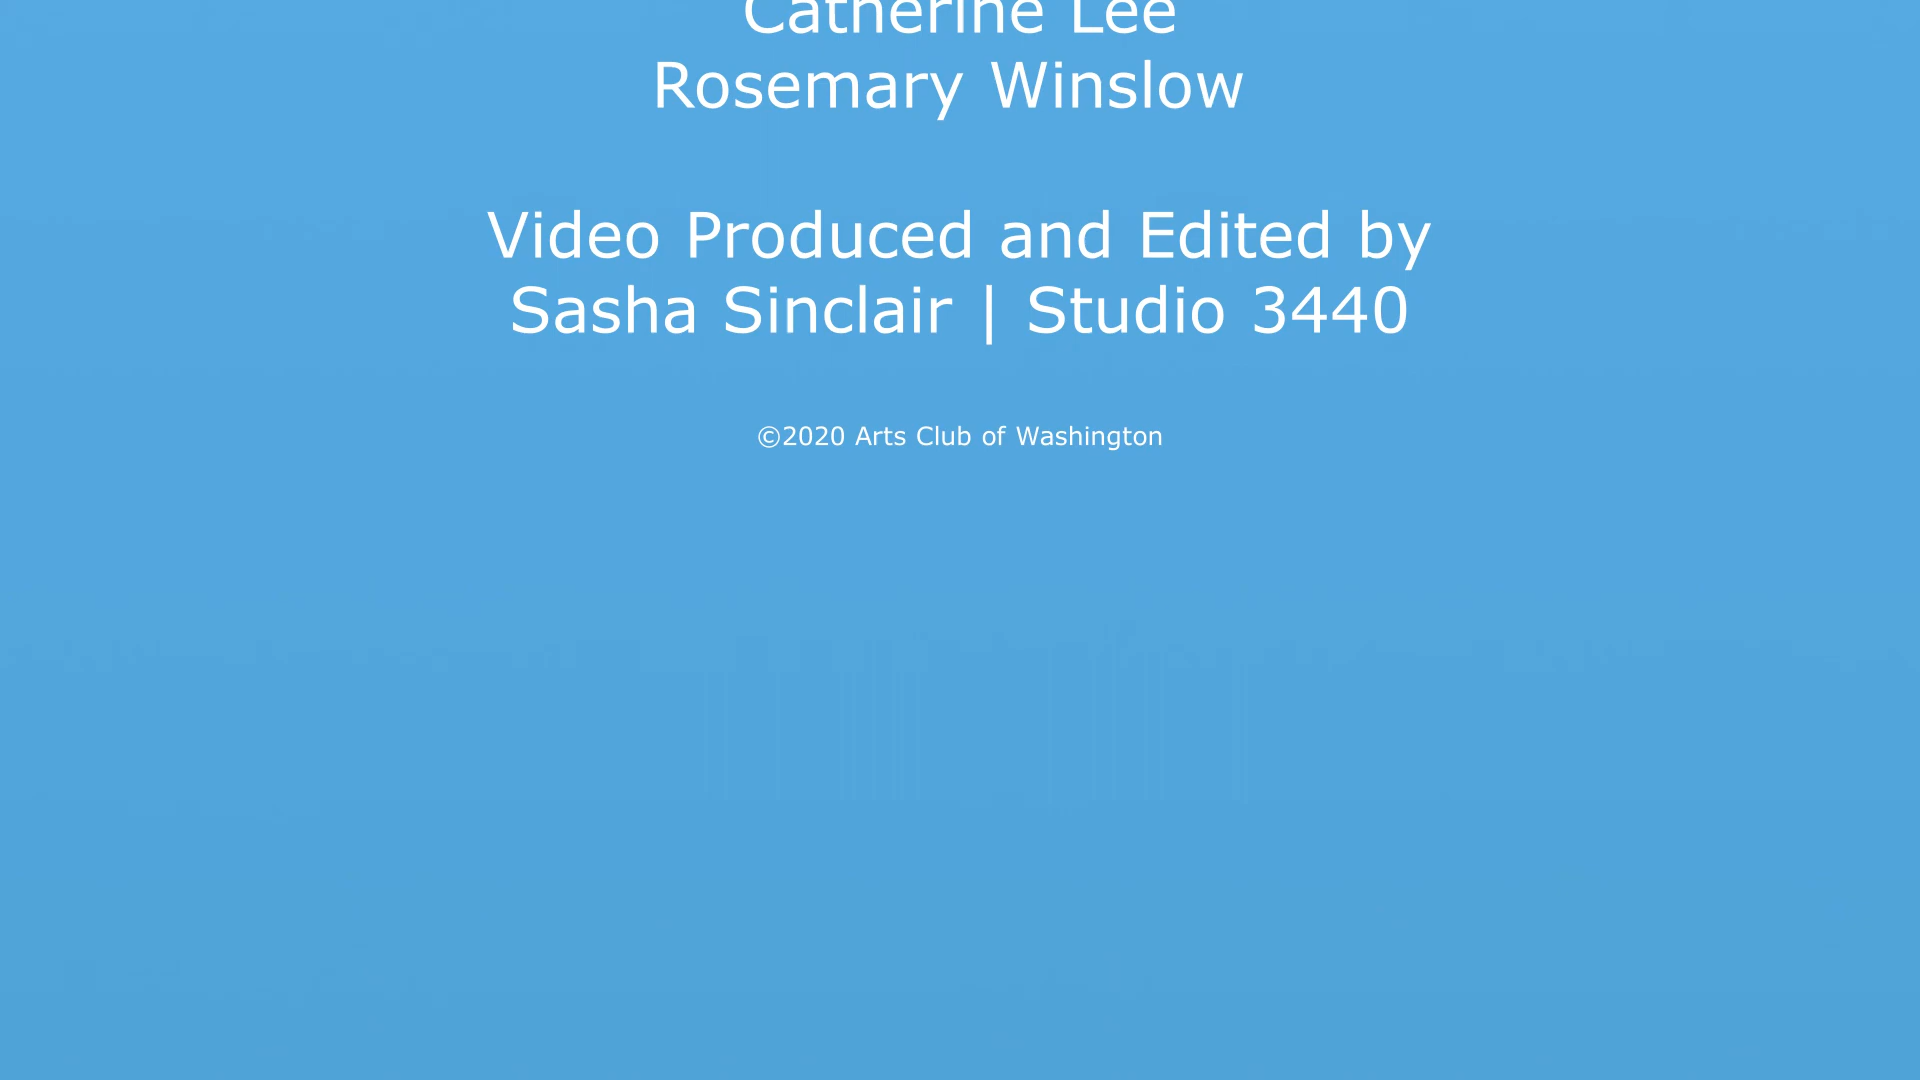 Catherine Lee
Rosemary Winslow
Video Produced and Edited by
Sasha Sinclair | Studio 3440
©2020 Arts Club of Washington